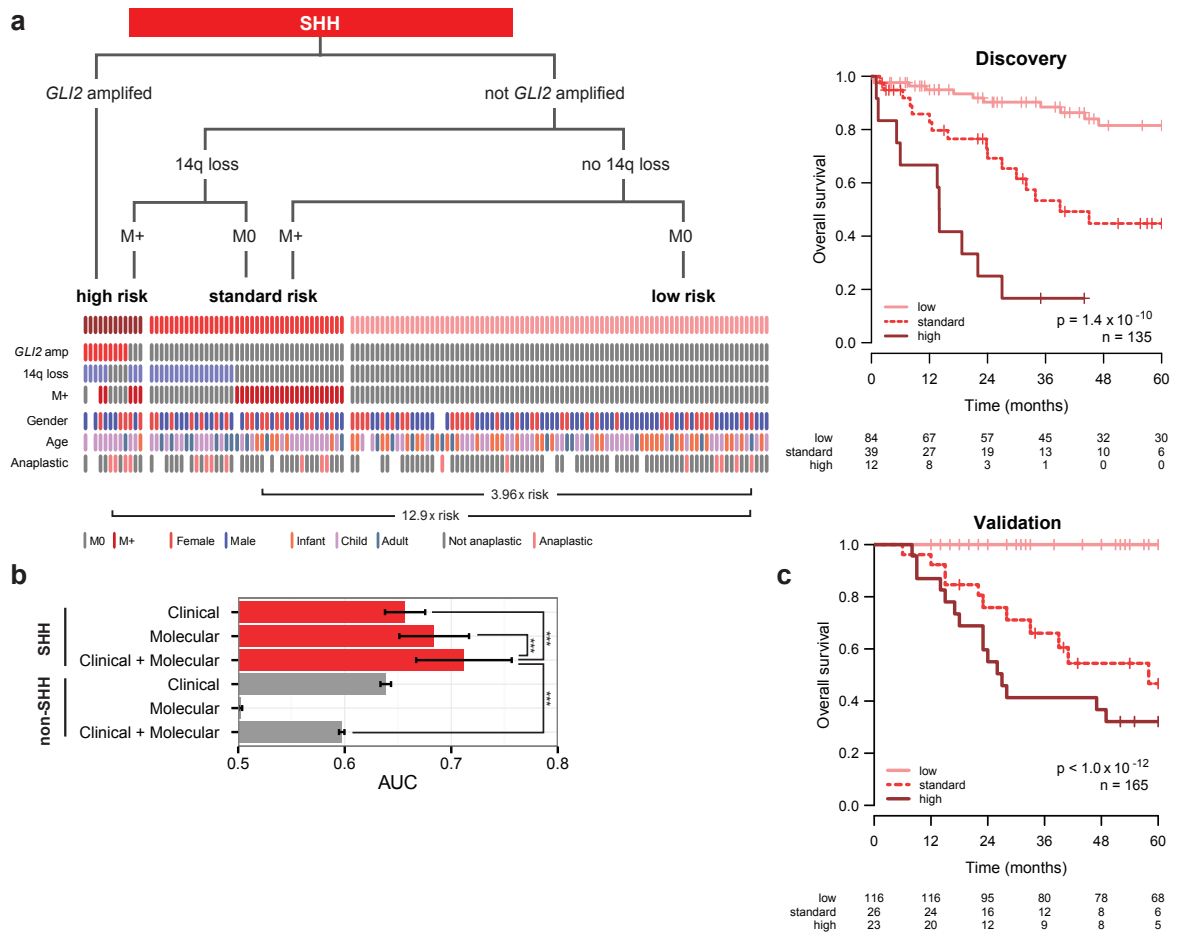 a
SHH
GLI2 amplifed
not GLI2 amplified
14q loss
no 14q loss
M+
M0
M+
M0
high risk
standard risk
low risk
GLI2 amp
14q loss
M+
Gender
Age
Anaplastic
3.96x risk
12.9x risk
M0
M+
Female
Male
Infant
Child
Adult
Not anaplastic
Anaplastic
Discovery
Overall survival
1.0
0.8
0.6
0.4
0.2
0.0
low
standard
high
p = 1.4 x 10 -10
n = 135
0 12 24 36 48 60
Time (months)
low 84 67 57 45 32 30
standard 39 27 19 13 10 6
high 12 8 3 1 0 0
b
SHH
Clinical
Molecular
Clinical + Molecular
non-SHH
Clinical
Molecular
Clinical + Molecular
***
***
***
0.5 0.6 0.7 0.8
AUC
c
Validation
Overall survival
1.0
0.8
0.6
0.4
0.2
0.0
low
standard
high
p < 1.0 x 10 -12
n = 165
0 12 24 36 48 60
Time (months)
low 116 116 95 80 78 68
standard 26 24 16 12 8 6
high 23 20 12 9 8 5